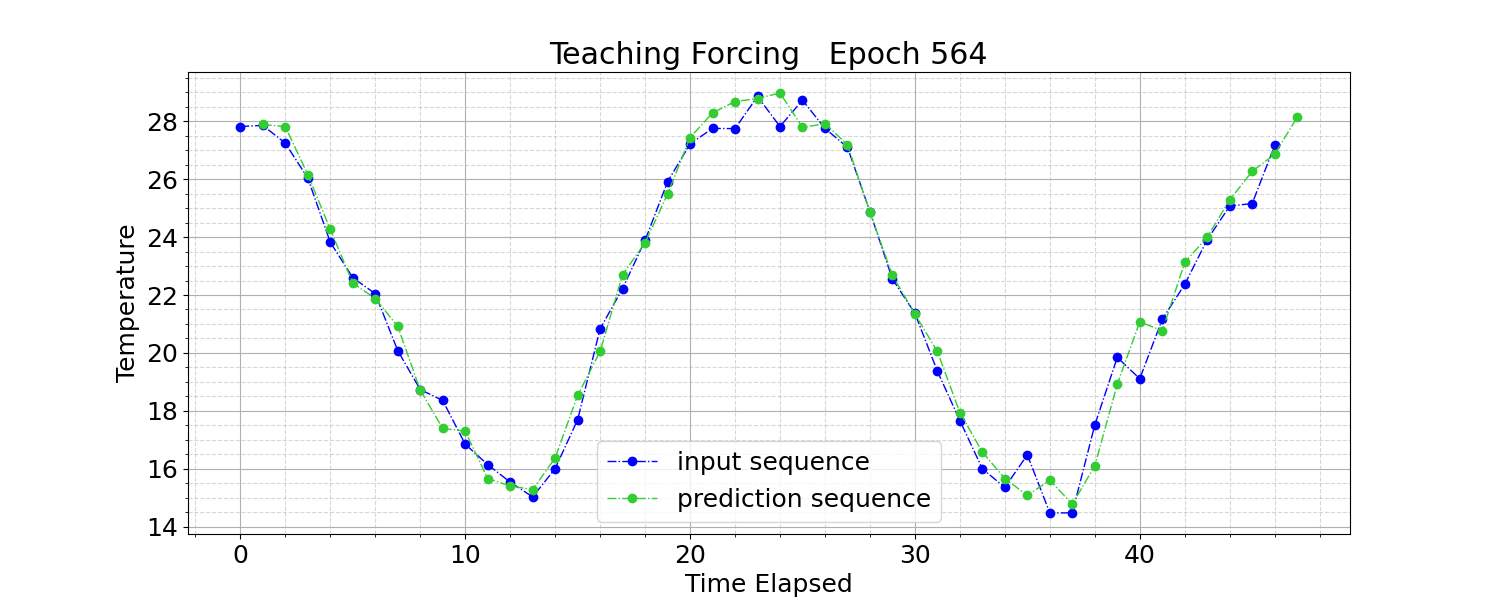 Teaching Forcing   Epoch 564
28
26
24
22
20
18
16
14
Temperature
input sequence
prediction sequence
0 10 20 30 40
Time Elapsed